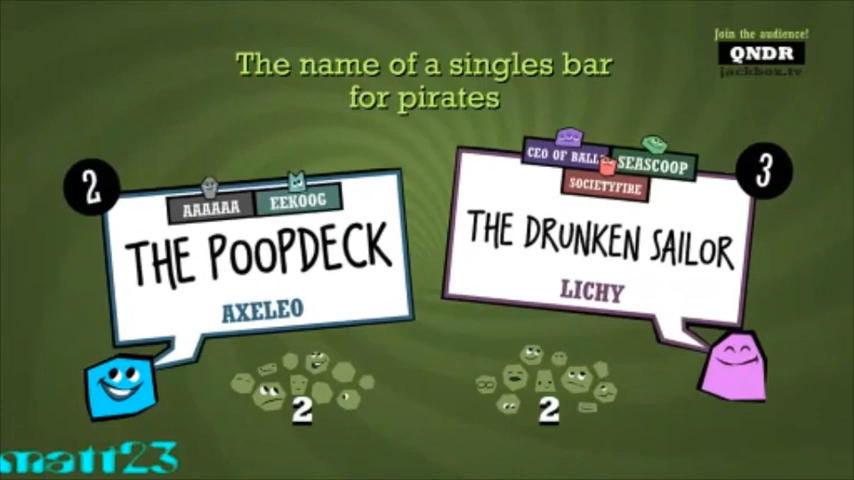 Join the audience!
QNDR
jackbox.tv
The name of a singles bar
for pirates
2
AAAAAA
EEKOOG
THE POOPDECK
AXELEO
CEO OF BALL
SEASCOOP
SOCIETYFIRE
3
THE DRUNKEN SAILOR
LICHY
2
2
matt23